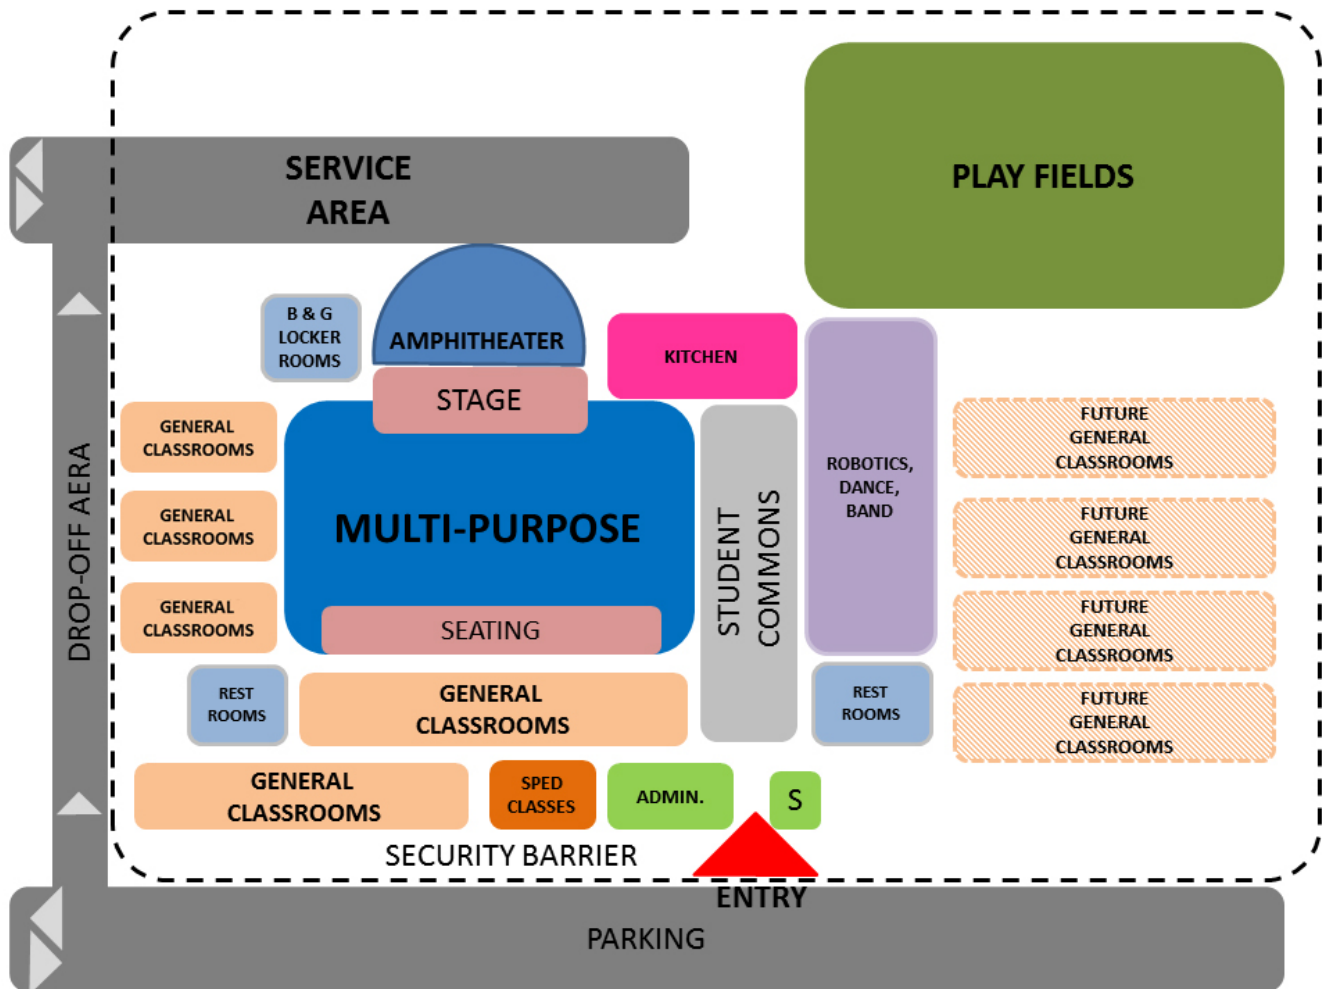 SERVICE
AREA
PLAY FIELDS
B & G
LOCKER
ROOMS
AMPHITHEATER
KITCHEN
STAGE
GENERAL
CLASSROOMS
GENERAL
CLASSROOMS
GENERAL
CLASSROOMS
MULTI-PURPOSE
SEATING
STUDENT
COMMONS
ROBOTICS,
DANCE,
BAND
FUTURE
GENERAL
CLASSROOMS
FUTURE
GENERAL
CLASSROOMS
FUTURE
GENERAL
CLASSROOMS
FUTURE
GENERAL
CLASSROOMS
DROP-OFF AERA
REST
ROOMS
GENERAL
CLASSROOMS
REST
ROOMS
GENERAL
CLASSROOMS
SPED
CLASSES
ADMIN.
S
SECURITY BARRIER
ENTRY
PARKING